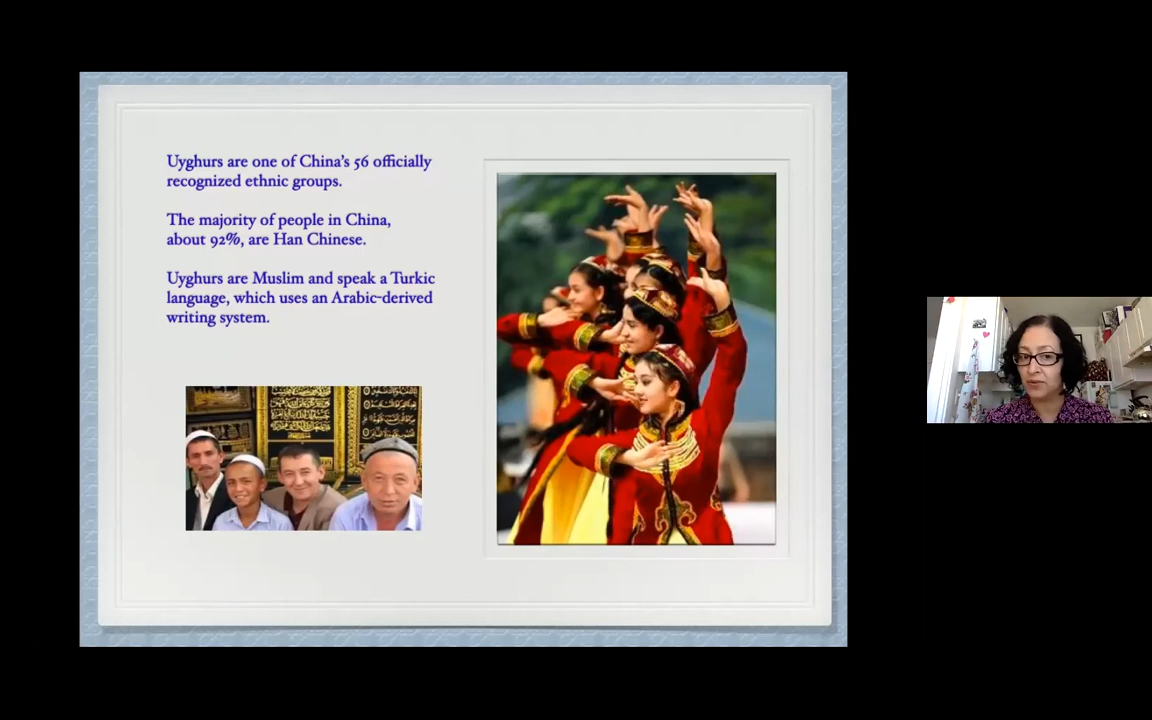 Uyghurs are one of China's 56 officially
recognized ethnic groups.
The majority of people in China,
about 92%, are Han Chinese.
Uyghurs are Muslim and speak a Turkic
language, which uses an Arabic-derived
writing system.